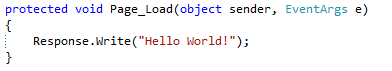 protected void Page_Load(object sender, EventArgs e)
{
    Response.Write("Hello World!");
}